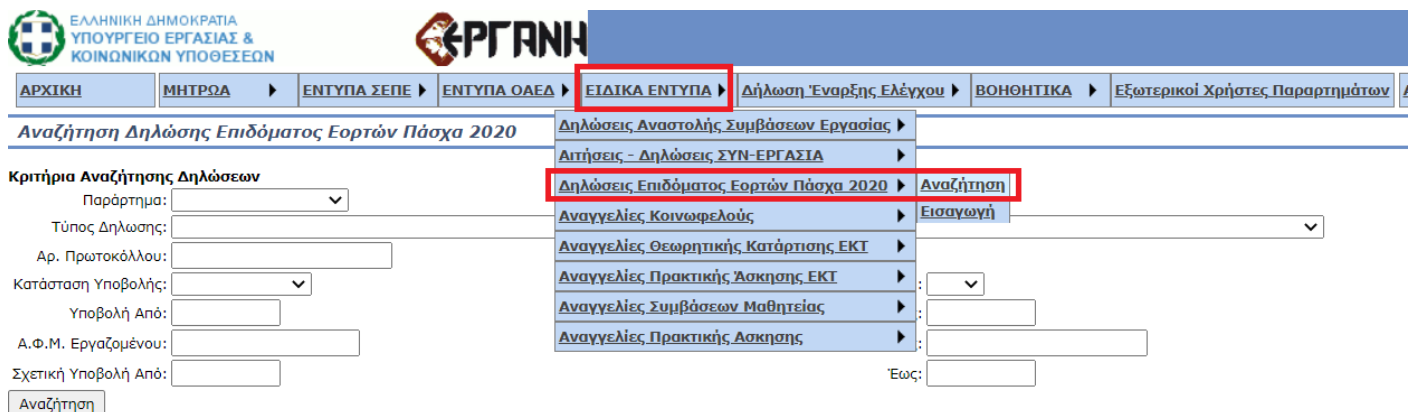 ΕΛΛΗΝΙΚΗ ΔΗΜΟΚΡΑΤΙΑ
ΥΠΟΥΡΓΕΙΟ ΕΡΓΑΣΙΑΣ &
ΚΟΙΝΩΝΙΚΩΝ ΥΠΟΘΕΣΕΩΝ
ΕΡΓΑΝΗ
ΑΡΧΙΚΗ ΜΗΤΡΩΑ ΕΝΤΥΠΑ ΣΕΠΕ ΕΝΤΥΠΑ ΟΑΕΔ ΕΙΔΙΚΑ ΕΝΤΥΠΑ Δήλωση Έναρξης Ελέγχου ΒΟΗΘΗΤΙΚΑ Εξωτερικοί Χρήστες Παραρτημάτων
Αναζήτηση Δηλώσης Επιδόματος Εορτών Πάσχα 2020
Δηλώσεις Αναστολής Συμβάσεων Εργασίας
Αιτήσεις - Δηλώσεις ΣΥΝ-ΕΡΓΑΣΙΑ
Δηλώσεις Επιδόματος Εορτών Πάσχα 2020 Αναζήτηση
Εισαγωγή
Αναγγελίες Κοινωφελούς
Αναγγελίες Θεωρητικής Κατάρτισης ΕΚΤ
Αναγγελίες Πρακτικής Άσκησης ΕΚΤ
Αναγγελίες Συμβάσεων Μαθητείας
Αναγγελίες Πρακτικής Ασκησης
Κριτήρια Αναζήτησης Δηλώσεων
Παράρτημα:
Τύπος Δηλωσης:
Αρ. Πρωτοκόλλου:
Κατάσταση Υποβολής: :
Υποβολή Από: :
Α.Φ.Μ. Εργαζομένου: :
Σχετική Υποβολή Από: Έως:
Αναζήτηση